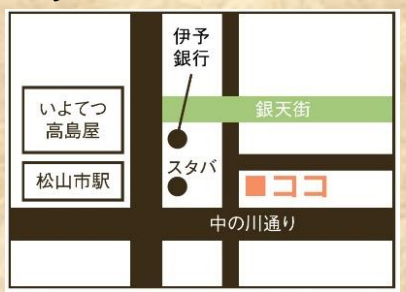 伊予
銀行
いよてつ
高島屋
銀天街
スタバ
松山市駅
ココ
中の川通り